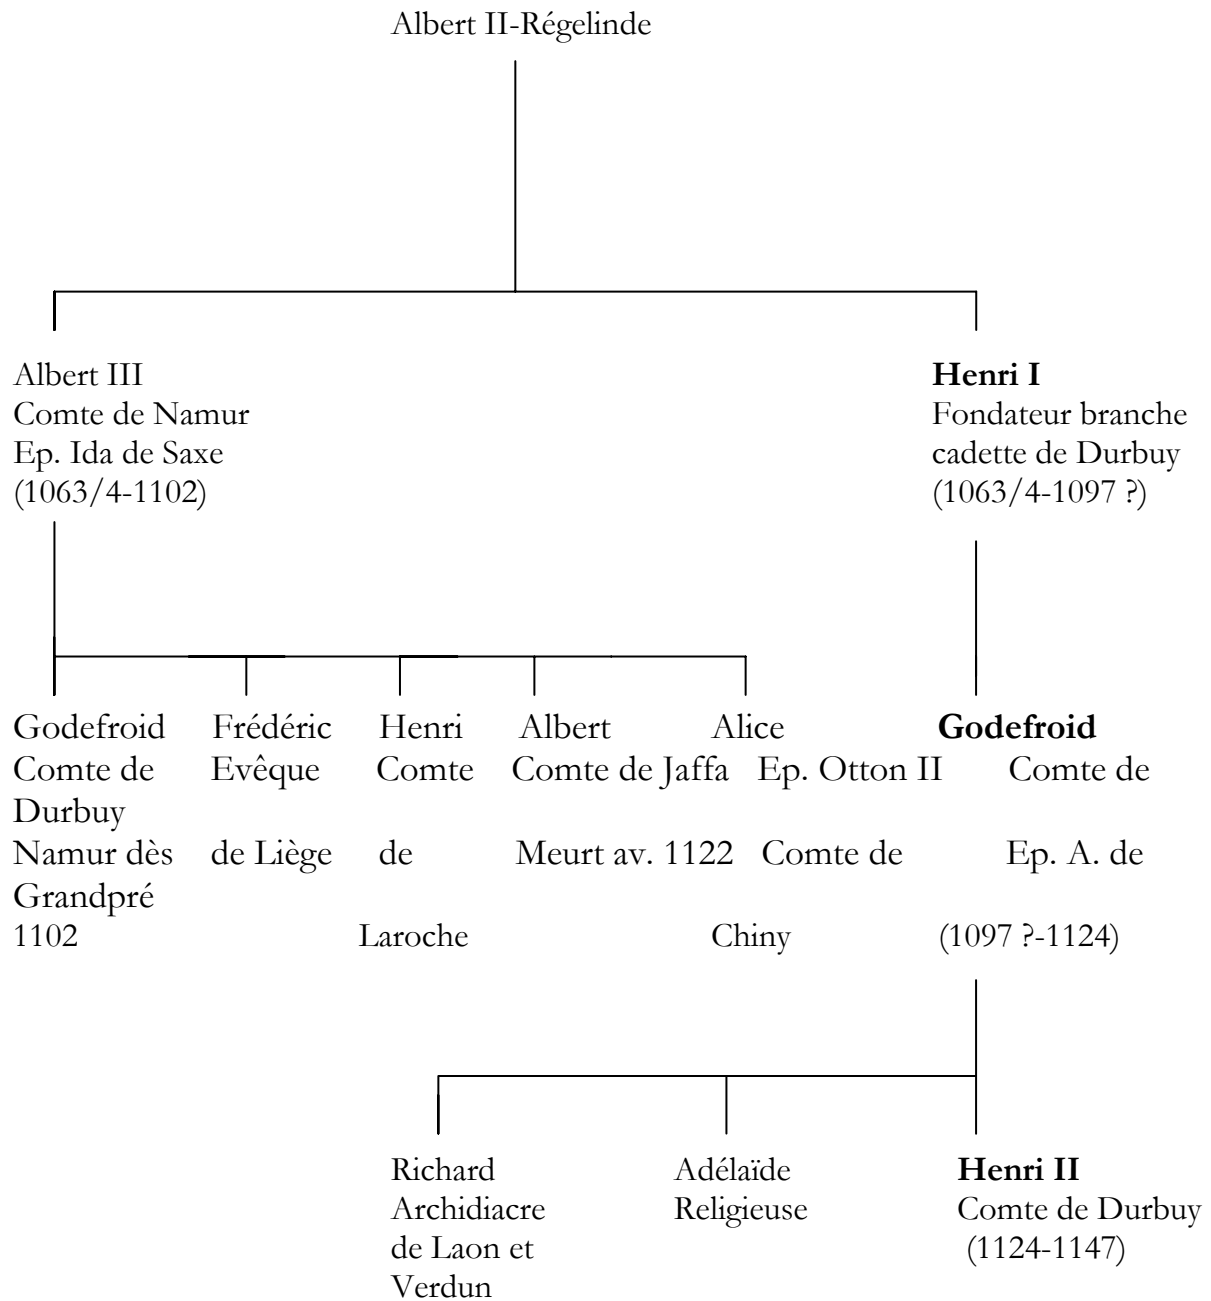 Albert II-Régelinde
Albert III
Comte de Namur
Ep. Ida de Saxe
(1063/4-1102)
Henri I
Fondateur branche
cadette de Durbuy
(1063/4-1097 ?)
Godefroid Frédéric Henri Albert Alice Godefroid
Comte de Evêque Comte Comte de Jaffa Ep. Otton II Comte de
Durbuy
Namur dès de Liège de Meurt av. 1122 Comte de Ep. A. de
Grandpré
1102 Laroche Chiny (1097 ?-1124)
Richard
Archidiacre
de Laon et
Verdun
Adélaïde
Religieuse
Henri II
Comte de Durbuy
(1124-1147)